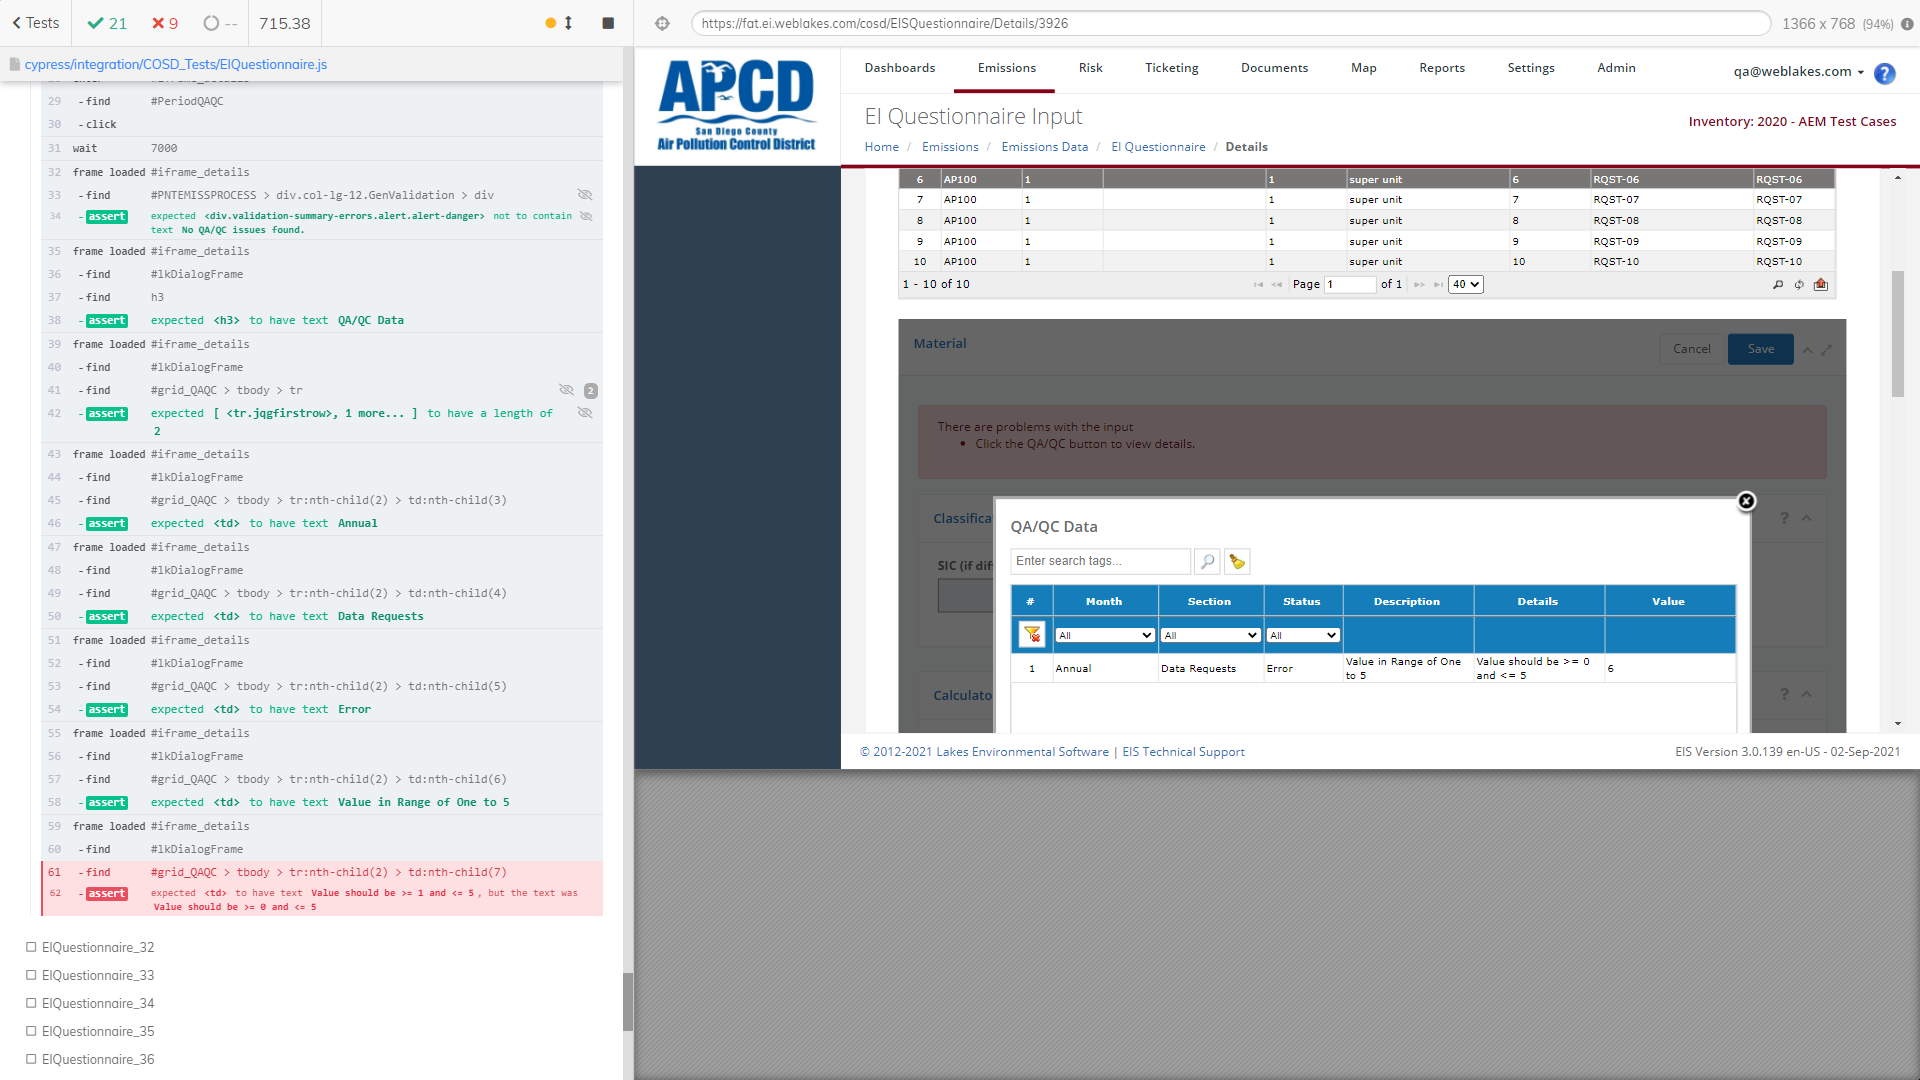 Tests
21
9
--
715.38
cypress/integration/COSD_Tests/EIQuestionnaire.js
29 -find #PeriodQAQC
30 -click
31 wait 7000
32 frame loaded #iframe_details
33 -find #PNTEMISSPROCESS > div.col-lg-12.GenValidation > div
34 -assert expected <div.validation-summary-errors.alert.alert-danger> not to contain
text No QA/QC issues found.
35 frame loaded #iframe_details
36 -find #lkDialogFrame
37 -find h3
38 -assert expected <h3> to have text QA/QC Data
39 frame loaded #iframe_details
40 -find #lkDialogFrame
41 -find #grid_QAQC > tbody > tr 2
42 -assert expected [ <tr.jqgfirstrow>, 1 more... ] to have a length of
2
43 frame loaded #iframe_details
44 -find #lkDialogFrame
45 -find #grid_QAQC > tbody > tr:nth-child(2) > td:nth-child(3)
46 -assert expected <td> to have text Annual
47 frame loaded #iframe_details
48 -find #lkDialogFrame
49 -find #grid_QAQC > tbody > tr:nth-child(2) > td:nth-child(4)
50 -assert expected <td> to have text Data Requests
51 frame loaded #iframe_details
52 -find #lkDialogFrame
53 -find #grid_QAQC > tbody > tr:nth-child(2) > td:nth-child(5)
54 -assert expected <td> to have text Error
55 frame loaded #iframe_details
56 -find #lkDialogFrame
57 -find #grid_QAQC > tbody > tr:nth-child(2) > td:nth-child(6)
58 -assert expected <td> to have text Value in Range of One to 5
59 frame loaded #iframe_details
60 -find #lkDialogFrame
61 -find #grid_QAQC > tbody > tr:nth-child(2) > td:nth-child(7)
62 -assert expected <td> to have text Value should be >= 1 and <= 5 , but the text was
Value should be >= 0 and <= 5
EIQuestionnaire_32
EIQuestionnaire_33
EIQuestionnaire_34
EIQuestionnaire_35
EIQuestionnaire_36
https://fat.ei.weblakes.com/cosd/EISQuestionnaire/Details/3926
1366 x 768 (94%)
APCD
San Diego County
Air Pollution Control District
Dashboards Emissions Risk Ticketing Documents Map Reports Settings Admin
qa@weblakes.com ?
EI Questionnaire Input
Inventory: 2020 - AEM Test Cases
Home / Emissions / Emissions Data / EI Questionnaire / Details
6 AP100 1 1 super unit 6 RQST-06 RQST-06
7 AP100 1 1 super unit 7 RQST-07 RQST-07
8 AP100 1 1 super unit 8 RQST-08 RQST-08
9 AP100 1 1 super unit 9 RQST-09 RQST-09
10 AP100 1 1 super unit 10 RQST-10 RQST-10
1 - 10 of 10 Page 1 of 1 40
Material Cancel Save
There are problems with the input
• Click the QA/QC button to view details.
Classifica ?
SIC (if dif
Calculato ?
QA/QC Data
Enter search tags...
# Month Section Status Description Details Value
All All All
1 Annual Data Requests Error Value in Range of One to 5 Value should be >= 0 and <= 5 6
© 2012-2021 Lakes Environmental Software | EIS Technical Support
EIS Version 3.0.139 en-US - 02-Sep-2021